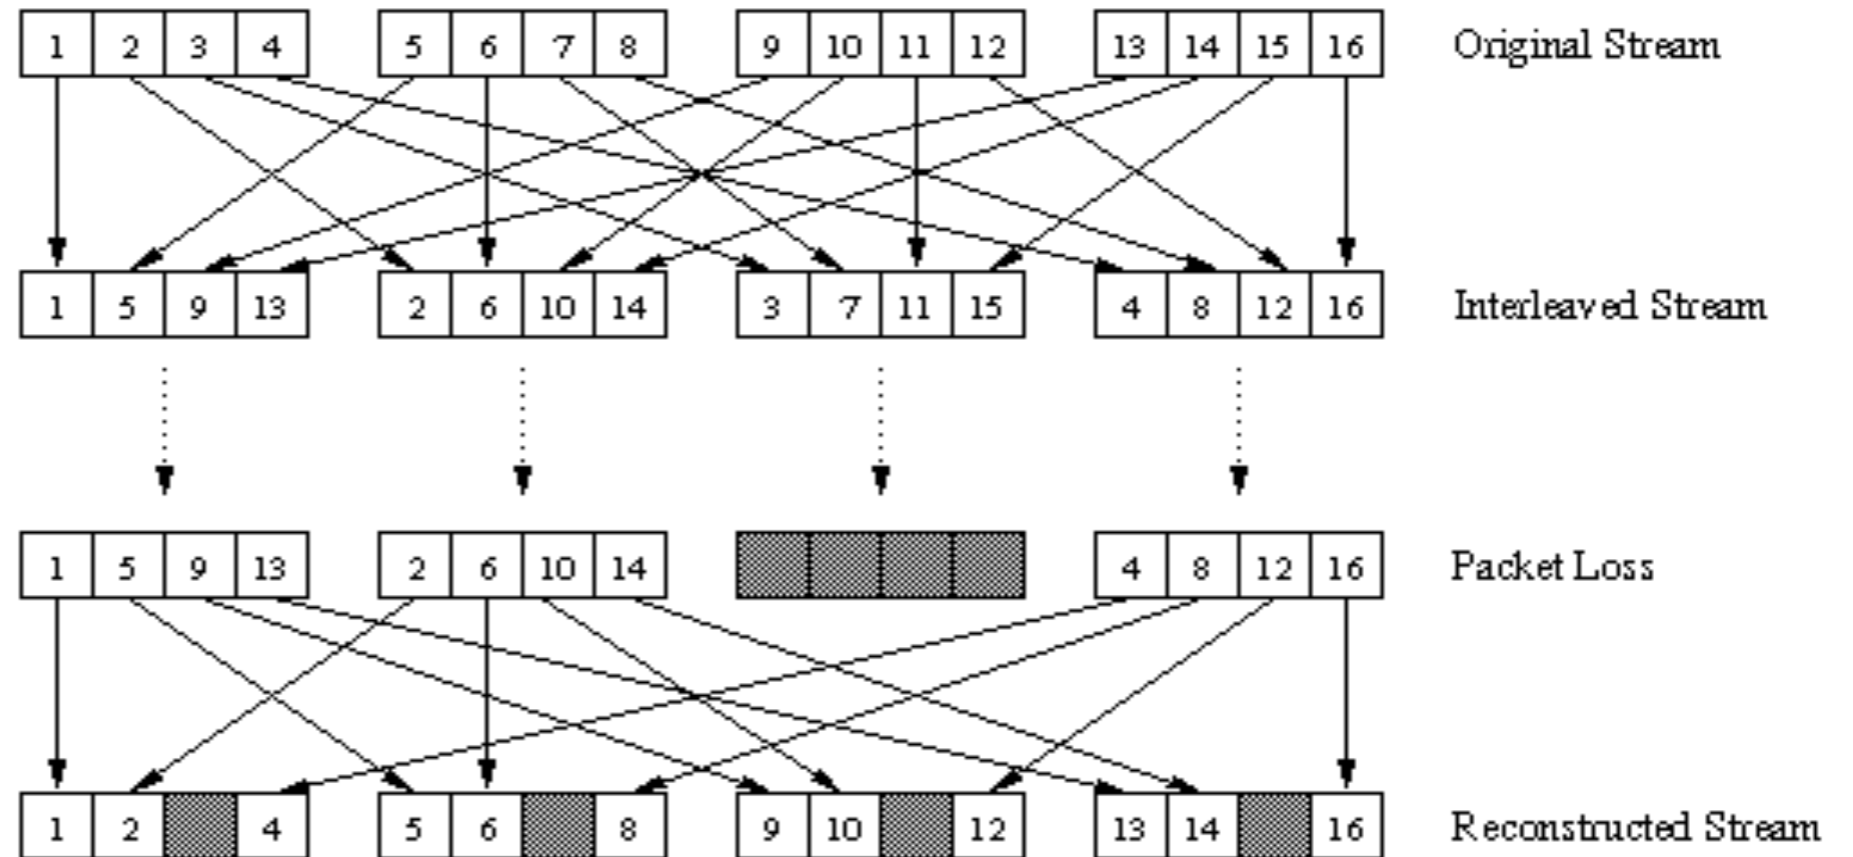 1 2 3 4 5 6 7 8 9 10 11 12 13 14 15 16 Original Stream
1 5 9 13 2 6 10 14 3 7 11 15 4 8 12 16 Interleaved Stream
1 5 9 13 2 6 10 14 4 8 12 16 Packet Loss
1 2 4 5 6 8 9 10 12 13 14 16 Reconstructed Stream